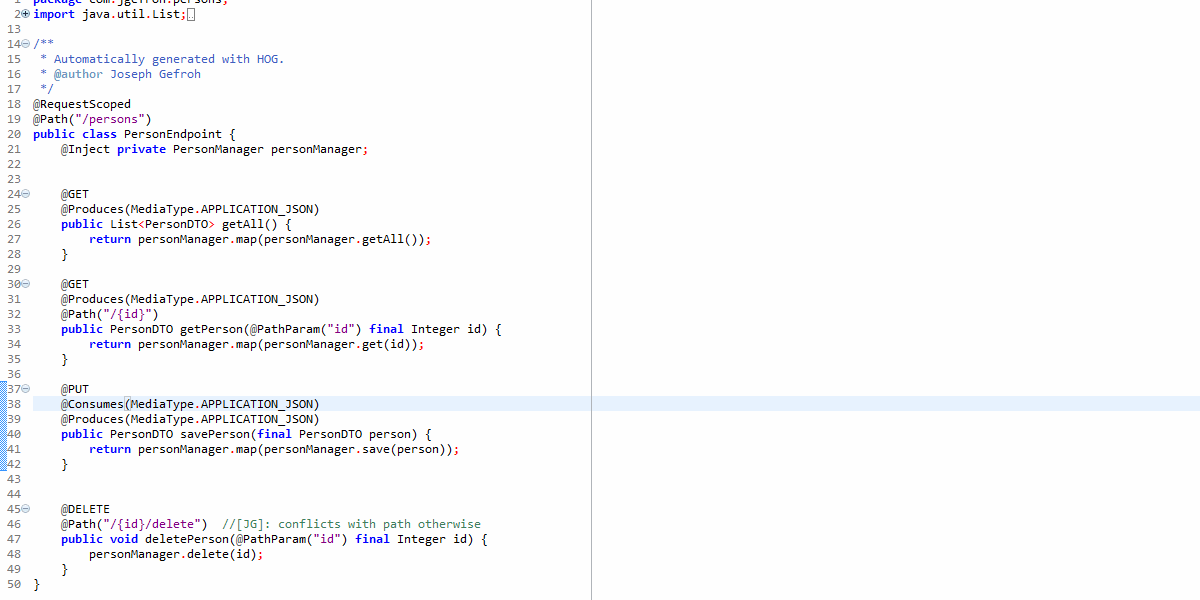 1 package com.jgefroh.persons;
2 import java.util.List;
13
14 /**
15 * Automatically generated with HOG.
16 * @author Joseph Gefroh
17 */
18 @RequestScoped
19 @Path("/persons")
20 public class PersonEndpoint {
21 @Inject private PersonManager personManager;
22
23
24 @GET
25 @Produces(MediaType.APPLICATION_JSON)
26 public List<PersonDTO> getAll() {
27 return personManager.map(personManager.getAll());
28 }
29
30 @GET
31 @Produces(MediaType.APPLICATION_JSON)
32 @Path("/{id}")
33 public PersonDTO getPerson(@PathParam("id") final Integer id) {
34 return personManager.map(personManager.get(id));
35 }
36
37 @PUT
38 @Consumes(MediaType.APPLICATION_JSON)
39 @Produces(MediaType.APPLICATION_JSON)
40 public PersonDTO savePerson(final PersonDTO person) {
41 return personManager.map(personManager.save(person));
42 }
43
44
45 @DELETE
46 @Path("/{id}/delete") //[JG]: conflicts with path otherwise
47 public void deletePerson(@PathParam("id") final Integer id) {
48 personManager.delete(id);
49 }
50 }